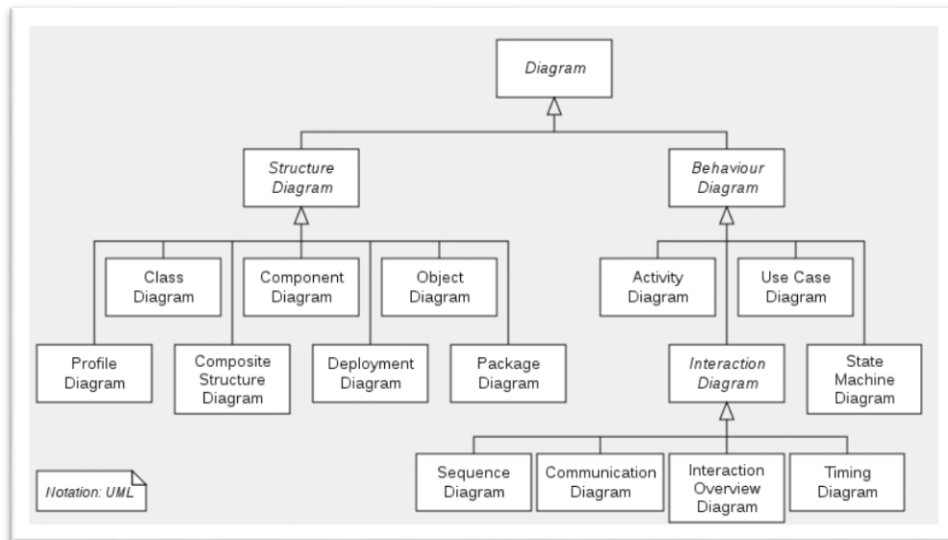 Diagram
Structure
Diagram
Behaviour
Diagram
Class
Diagram
Component
Diagram
Object
Diagram
Activity
Diagram
Use Case
Diagram
Profile
Diagram
Composite
Structure
Diagram
Deployment
Diagram
Package
Diagram
Interaction
Diagram
State
Machine
Diagram
Sequence
Diagram
Communication
Diagram
Interaction
Overview
Diagram
Timing
Diagram
Notation: UML